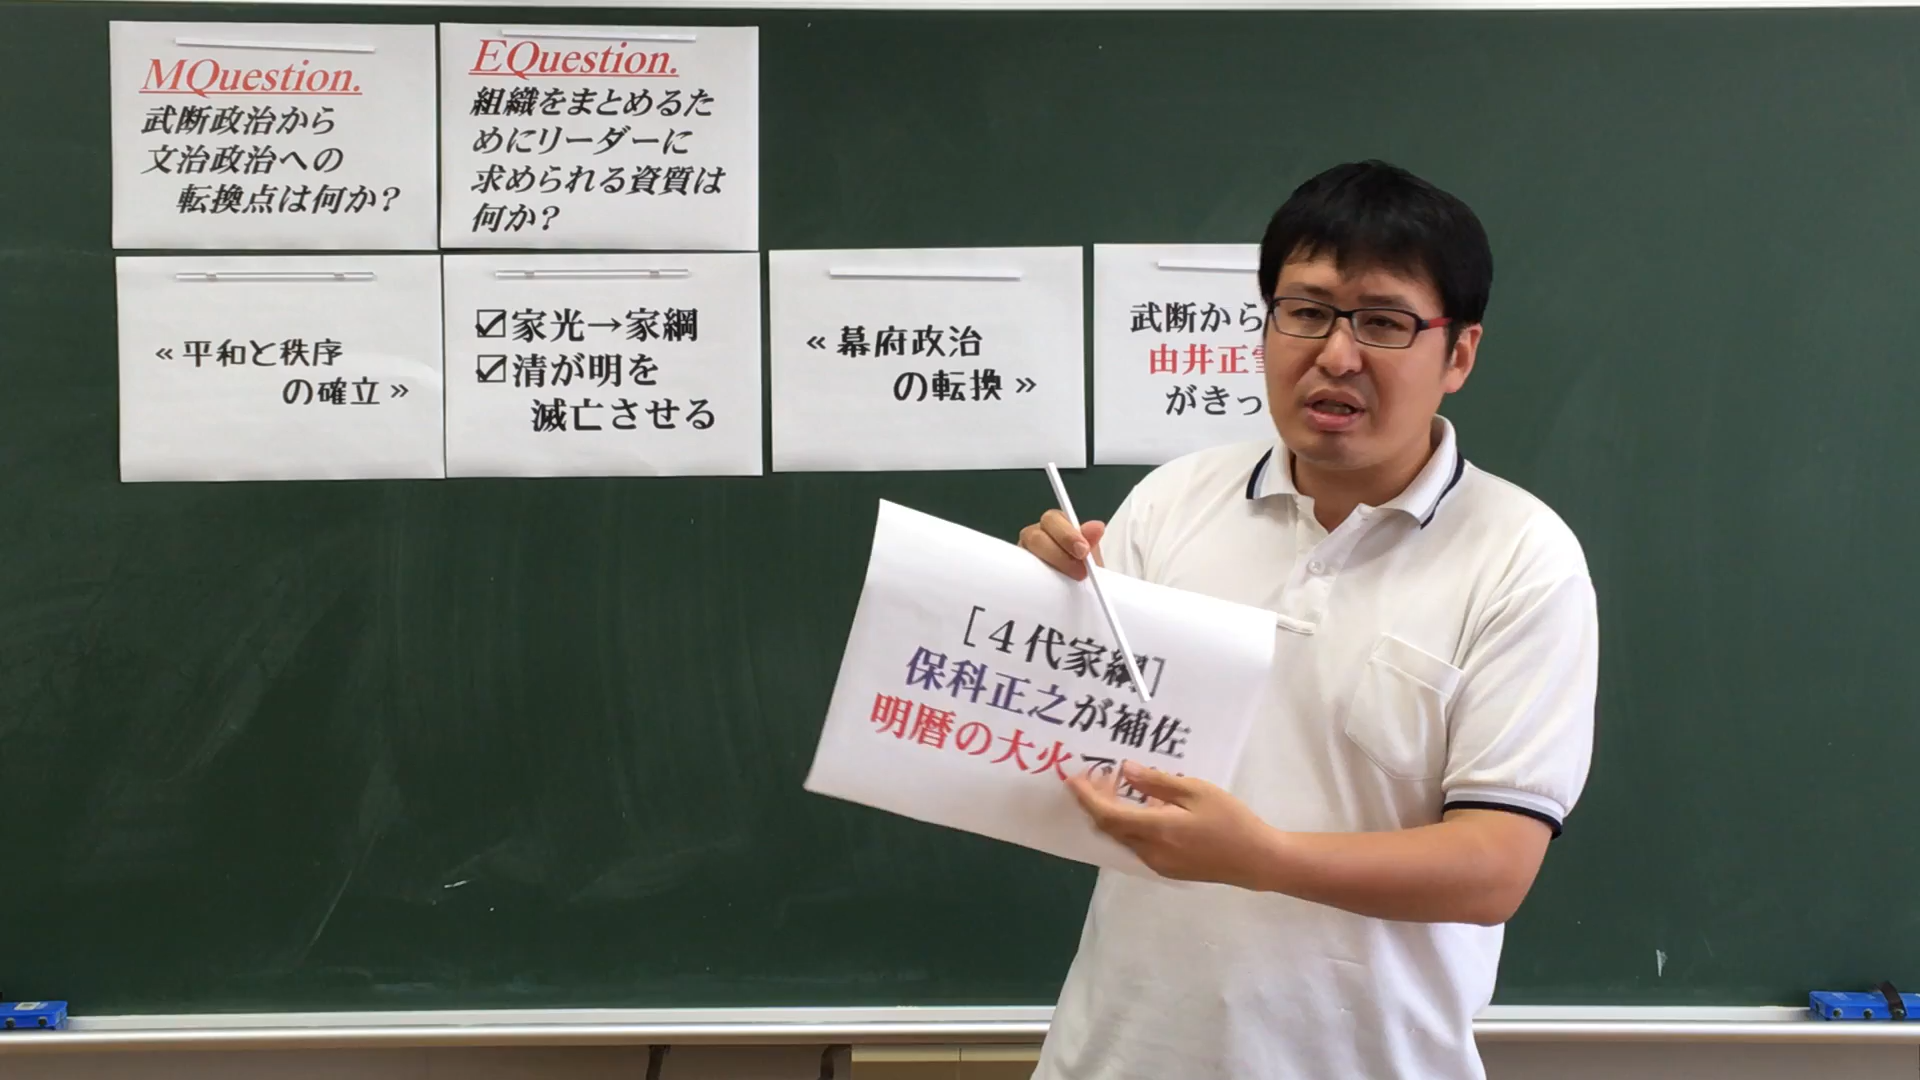 MQuestion.
武断政治から
文治政治への
転換点は何か?
EQuestion.
組織をまとめるた
めにリーダーに
求められる資質は
何か?
≪平和と秩序
の確立≫
☑家光→家綱
☑清が明を
滅亡させる
≪幕府政治
の転換≫
武断から
由井正
がきっ
[4代家綱]
保科正之が補佐
明暦の大火で